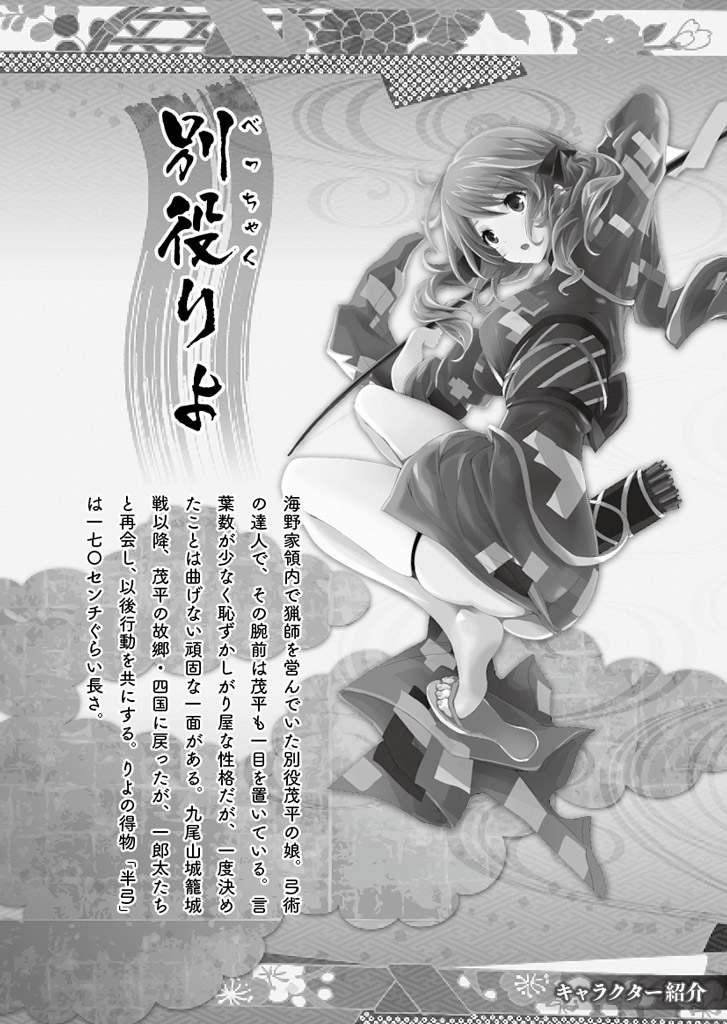 べっちゃく
別役りよ
海野家領内で猟師を営んでいた別役茂平の娘。弓術
の達人で、その腕前は茂平も一目を置いている。言
葉数が少なく恥ずかしがり屋な性格だが、一度決め
たことは曲げない頑固な一面がある。九尾山城籠城
戦以降、茂平の故郷・四国に戻ったが、一郎太たち
と再会し、以後行動を共にする。りよの得物「半弓」
は一七〇センチぐらい長さ。
キャラクター紹介